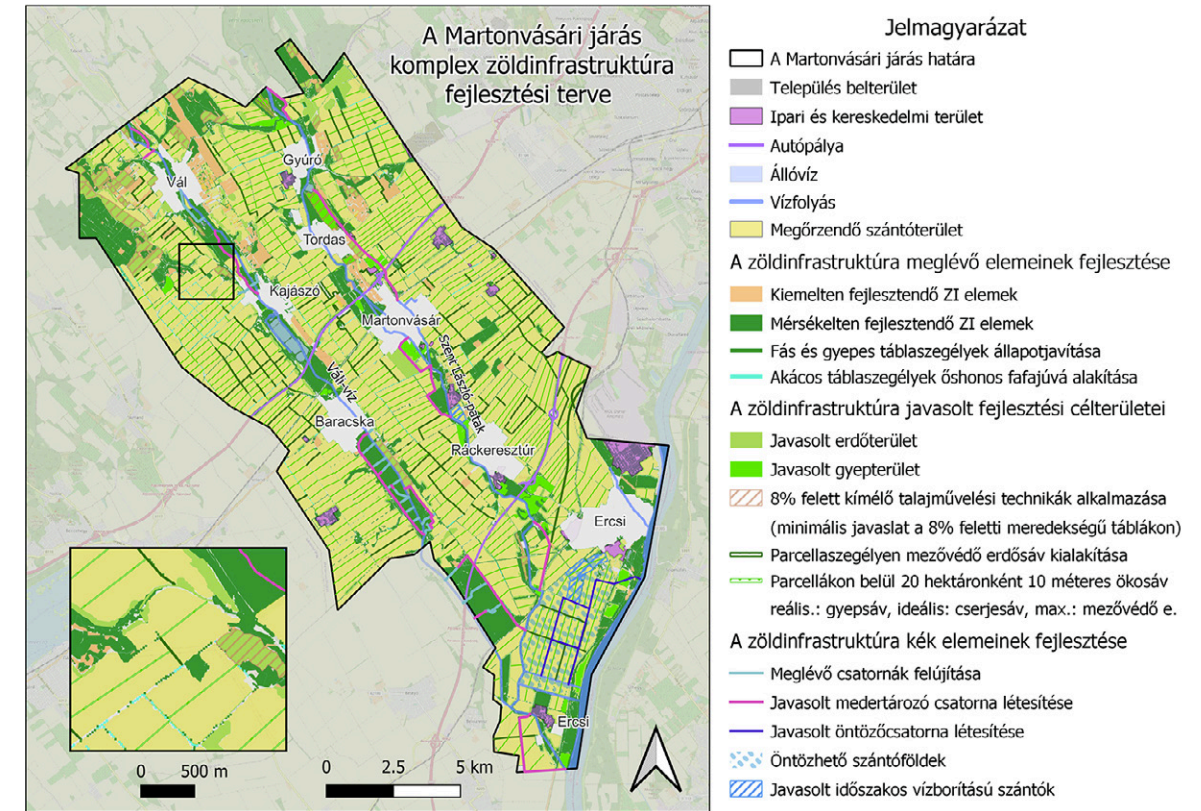 A Martonvásári járás
komplex zöldinfrastruktúra
fejlesztési terve
Gyúró
Vál
Tordas
Kajászó
Martonvásár
Szent László-patak
Váli-víz
Baracska
Ráckeresztúr
Ercsi
Ercsi
0 500 m
0 2.5 5 km
Jelmagyarázat
A Martonvásári járás határa
Település belterület
Ipari és kereskedelmi terület
Autópálya
Állóvíz
Vízfolyás
Megőrzendő szántóterület
A zöldinfrastruktúra meglévő elemeinek fejlesztése
Kiemelten fejlesztendő ZI elemek
Mérsékelten fejlesztendő ZI elemek
Fás és gyepes táblaszegélyek állapotjavítása
Akácos táblaszegélyek őshonos fafajúvá alakítása
A zöldinfrastruktúra javasolt fejlesztési célterületei
Javasolt erdőterület
Javasolt gyepterület
8% felett kímélő talajművelési technikák alkalmazása
(minimális javaslat a 8% feletti meredekségű táblákon)
Parcellaszegélyen mezővédő erdősáv kialakítása
Parcellákon belül 20 hektáronként 10 méteres ökosáv
reális.: gyepsáv, ideális: cserjesáv, max.: mezővédő e.
A zöldinfrastruktúra kék elemeinek fejlesztése
Meglévő csatornák felújítása
Javasolt medertározó csatorna létesítése
Javasolt öntözőcsatorna létesítése
Öntözhető szántóföldek
Javasolt időszakos vízborítású szántók